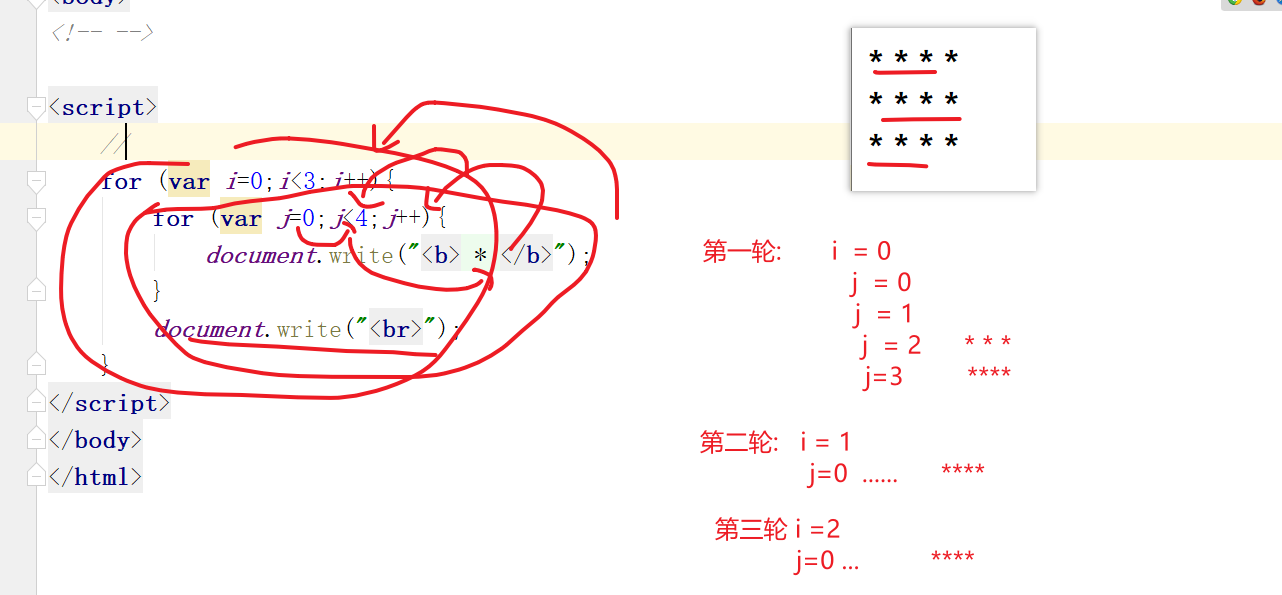 <body>
<!-- -->
<script>
//
for (var i=0;i<3;i++){
for (var j=0;j<4;j++){
document.write("<b> * </b>");
}
document.write("<br>");
}
</script>
</body>
</html>
* * * *
* * * *
* * * *
第一轮: i = 0
j = 0
j = 1
j = 2 * * *
j=3 ****
第二轮: i = 1
j=0 ...... ****
第三轮 i =2
j=0 ... ****